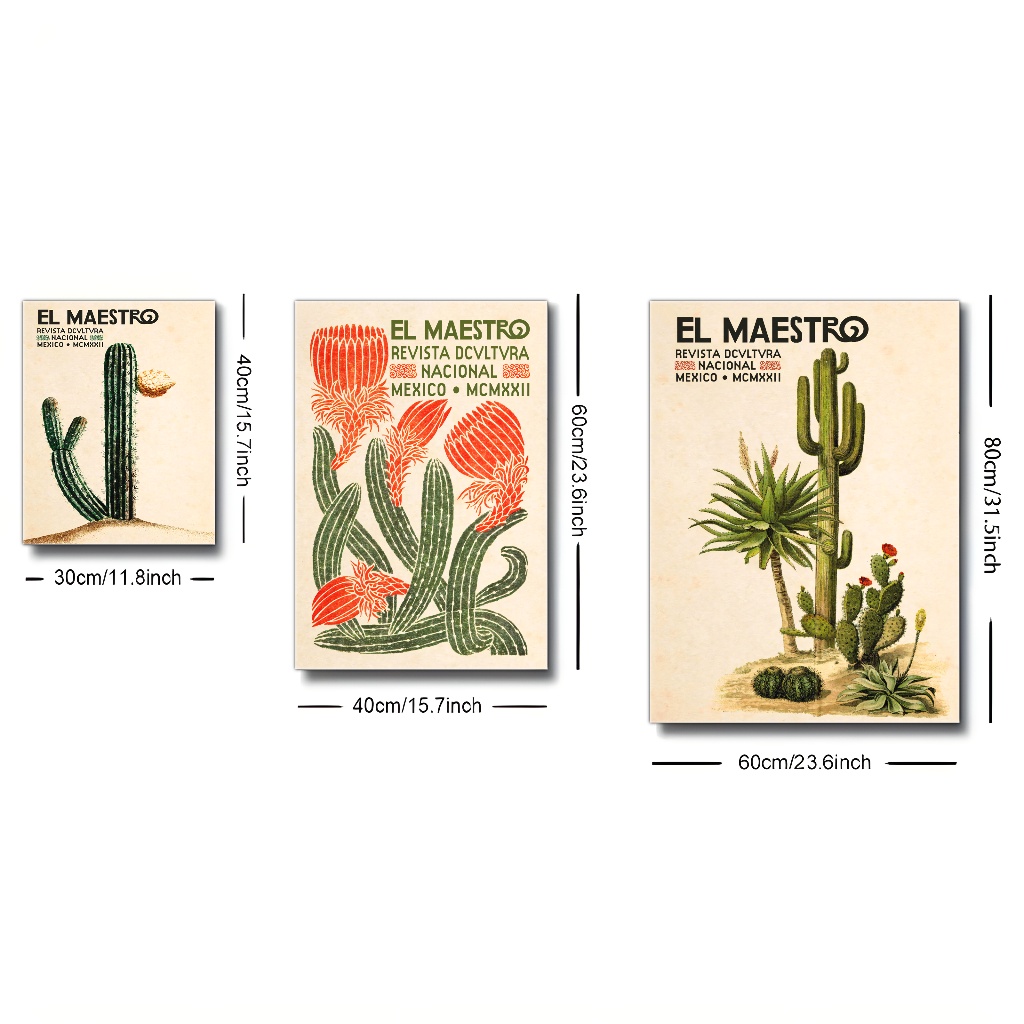 EL MAESTRO
REVISTA DCVLTVRA
NACIONAL
MEXICO • MCMXXII
40cm/15.7inch
30cm/11.8inch
EL MAESTRO
REVISTA DCVLTVRA
NACIONAL
MEXICO • MCMXXII
60cm/23.6inch
40cm/15.7inch
EL MAESTRO
REVISTA DCVLTVRA
NACIONAL
MEXICO • MCMXXII
80cm/31.5inch
60cm/23.6inch